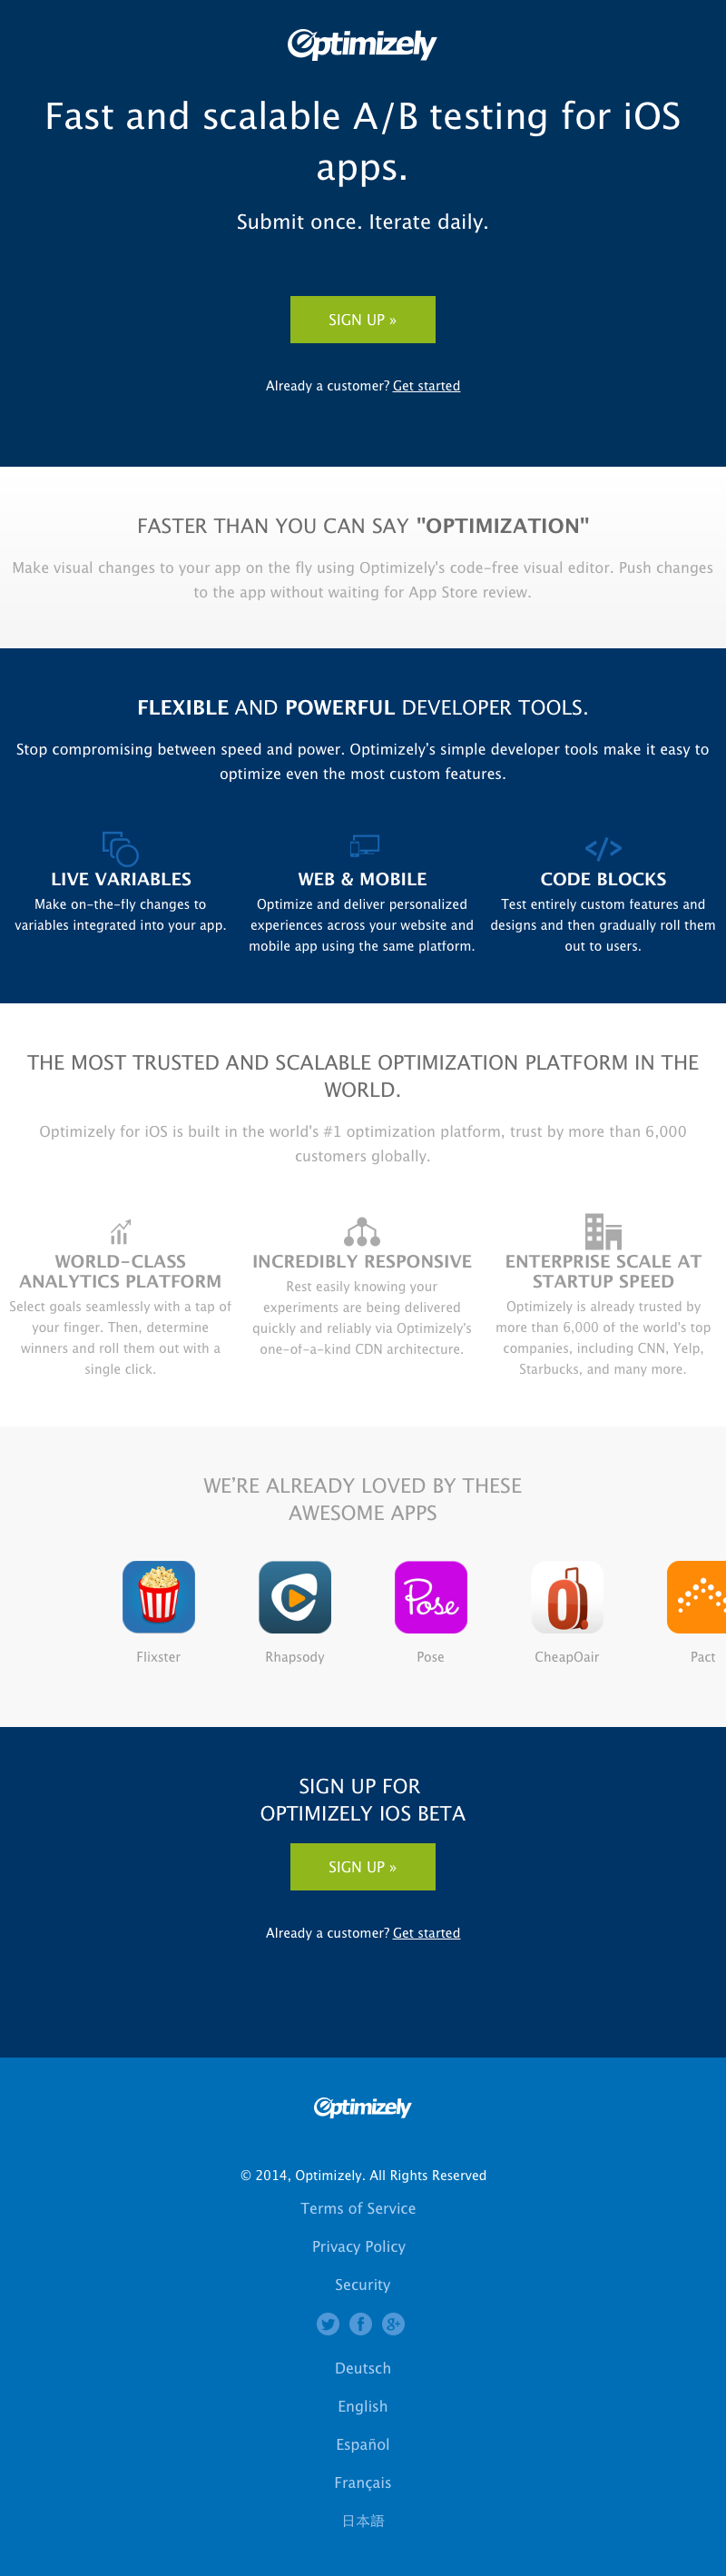 Optimizely
Fast and scalable A/B testing for iOS
apps.
Submit once. Iterate daily.
SIGN UP »
Already a customer? Get started
FASTER THAN YOU CAN SAY "OPTIMIZATION"
Make visual changes to your app on the fly using Optimizely's code-free visual editor. Push changes
to the app without waiting for App Store review.
FLEXIBLE AND POWERFUL DEVELOPER TOOLS.
Stop compromising between speed and power. Optimizely's simple developer tools make it easy to
optimize even the most custom features.
LIVE VARIABLES
Make on-the-fly changes to
variables integrated into your app.
WEB & MOBILE
Optimize and deliver personalized
experiences across your website and
mobile app using the same platform.
CODE BLOCKS
Test entirely custom features and
designs and then gradually roll them
out to users.
THE MOST TRUSTED AND SCALABLE OPTIMIZATION PLATFORM IN THE
WORLD.
Optimizely for iOS is built in the world's #1 optimization platform, trust by more than 6,000
customers globally.
WORLD-CLASS
ANALYTICS PLATFORM
Select goals seamlessly with a tap of
your finger. Then, determine
winners and roll them out with a
single click.
INCREDIBLY RESPONSIVE
Rest easily knowing your
experiments are being delivered
quickly and reliably via Optimizely's
one-of-a-kind CDN architecture.
ENTERPRISE SCALE AT
STARTUP SPEED
Optimizely is already trusted by
more than 6,000 of the world's top
companies, including CNN, Yelp,
Starbucks, and many more.
WE'RE ALREADY LOVED BY THESE
AWESOME APPS
Pose
Flixster
Rhapsody
Pose
CheapOair
Pact
SIGN UP FOR
OPTIMIZELY IOS BETA
SIGN UP »
Already a customer? Get started
Optimizely
© 2014, Optimizely. All Rights Reserved
Terms of Service
Privacy Policy
Security
Deutsch
English
Español
Français
日本語